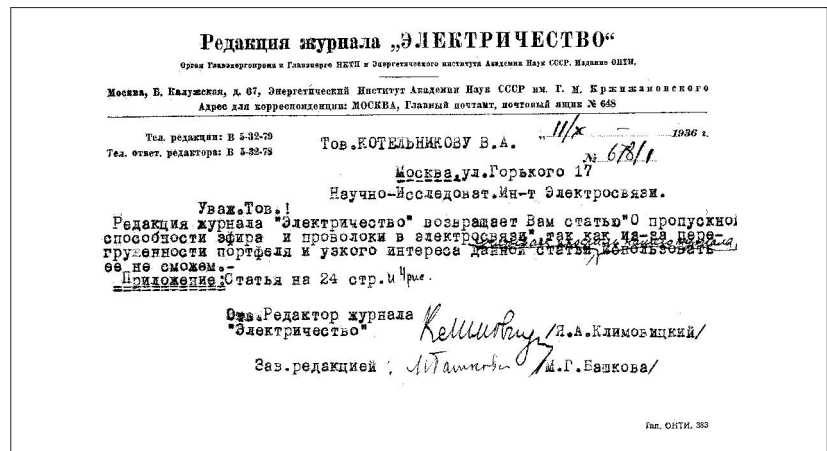 Редакция журнала „ЭЛЕКТРИЧЕСТВО“
Орган Главэнергопрома и Главэнерго НКТП и Энергетического института Академии Наук СССР. Издание ОНТИ.
Москва, Б. Калужская, д. 67, Энергетический Институт Академии Наук СССР им. Г. М. Кржижановского
Адрес для корреспонденции: МОСКВА, Главный почтамт, почтовый ящик № 648
Тел. редакции: В 5-32-79
Тел. ответ. редактора: В 5-32-78
Тов.КОТЕЛЬНИКОВУ В.А.
„11/X – 1936 г.
№ 678/1
Москва,ул.Горького 17
Научно-Исследоват.Ин-т Электросвязи.
Уваж.Тов.!
Редакция журнала "Электричество" возвращает Вам статью"О пропускной
способности эфира и проволоки в электросвязи" так как из-за пере-
груженности портфеля и узкого интереса данной статьи использовать
ее не сможем.-
Приложение:Статья на 24 стр. и 4 рис.
Отв.Редактор журнала
"Электричество" /Я.А.Климовицкий/
Зав.редакцией : /М.Г.Башкова/
Тип. ОНТИ. 383